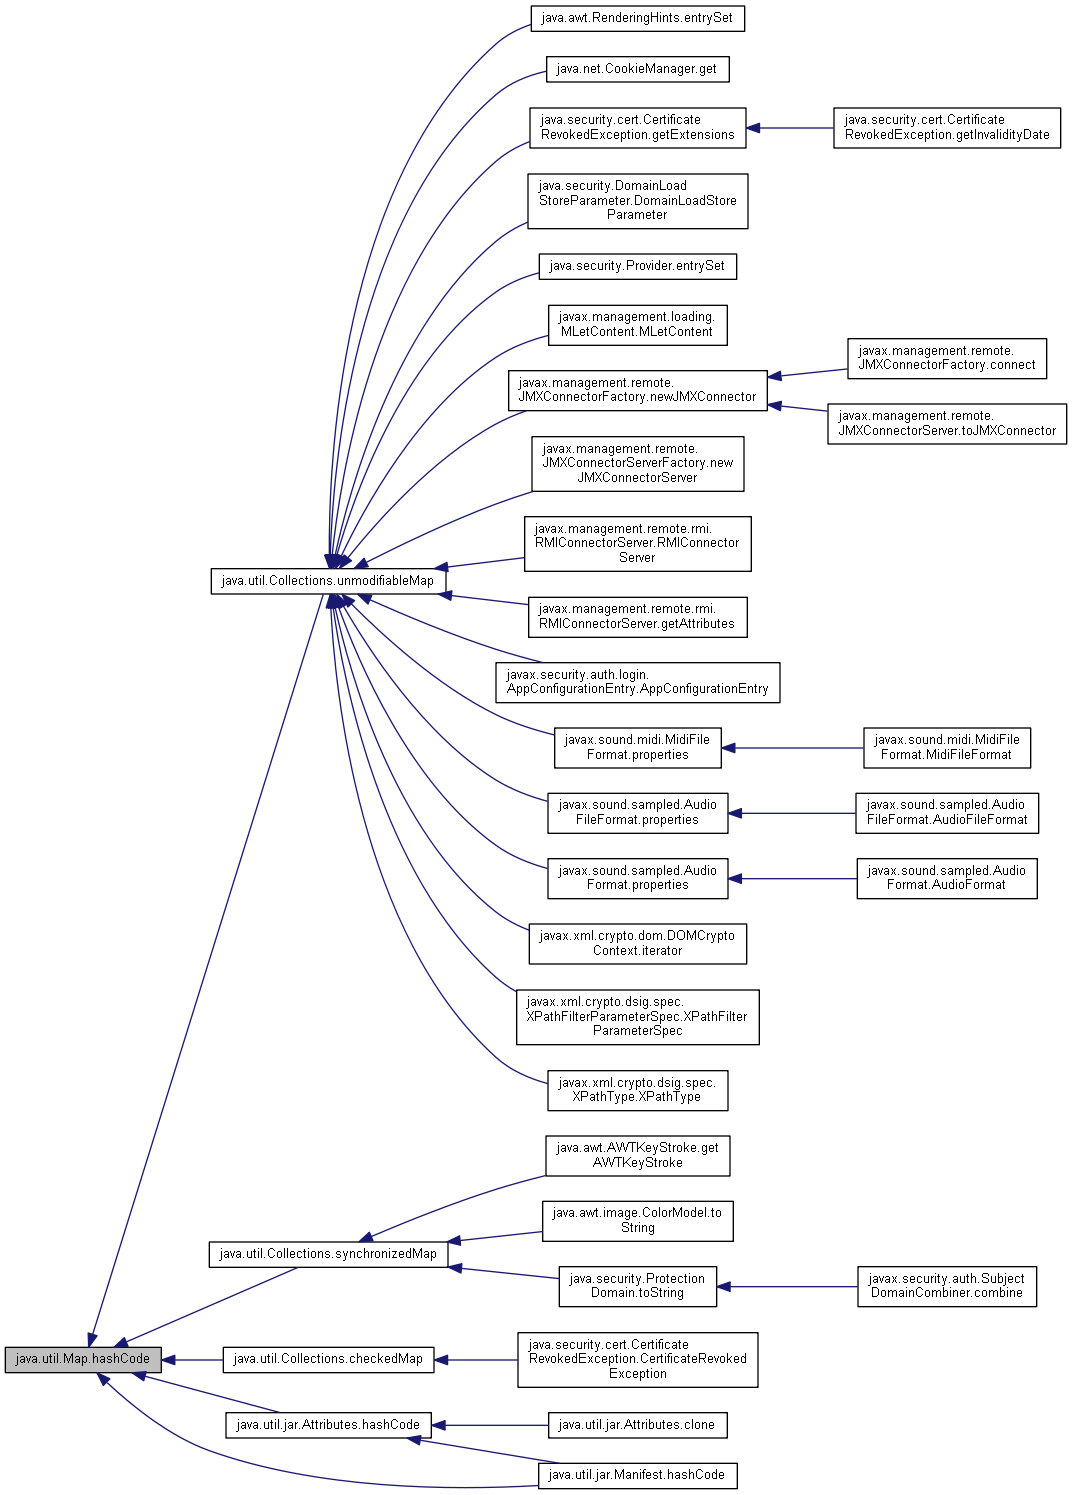 java.awt.RenderingHints.entrySet
java.net.CookieManager.get
java.security.cert.Certificate
RevokedException.getExtensions
java.security.cert.Certificate
RevokedException.getInvalidityDate
java.security.DomainLoad
StoreParameter.DomainLoadStore
Parameter
java.security.Provider.entrySet
javax.management.loading.
MLetContent.MLetContent
javax.management.remote.
JMXConnectorFactory.connect
javax.management.remote.
JMXConnectorFactory.newJMXConnector
javax.management.remote.
JMXConnectorServer.toJMXConnector
javax.management.remote.
JMXConnectorServerFactory.new
JMXConnectorServer
javax.management.remote.rmi.
RMIConnectorServer.RMIConnector
Server
java.util.Collections.unmodifiableMap
javax.management.remote.rmi.
RMIConnectorServer.getAttributes
javax.security.auth.login.
AppConfigurationEntry.AppConfigurationEntry
javax.sound.midi.MidiFile
Format.properties
javax.sound.midi.MidiFile
Format.MidiFileFormat
javax.sound.sampled.Audio
FileFormat.properties
javax.sound.sampled.Audio
FileFormat.AudioFileFormat
javax.sound.sampled.Audio
Format.properties
javax.sound.sampled.Audio
Format.AudioFormat
javax.xml.crypto.dom.DOMCrypto
Context.iterator
javax.xml.crypto.dsig.spec.
XPathFilterParameterSpec.XPathFilter
ParameterSpec
javax.xml.crypto.dsig.spec.
XPathType.XPathType
java.awt.AWTKeyStroke.get
AWTKeyStroke
java.awt.image.ColorModel.to
String
java.util.Collections.synchronizedMap
java.security.Protection
Domain.toString
javax.security.auth.Subject
DomainCombiner.combine
java.util.Map.hashCode
java.util.Collections.checkedMap
java.security.cert.Certificate
RevokedException.CertificateRevoked
Exception
java.util.jar.Attributes.hashCode
java.util.jar.Attributes.clone
java.util.jar.Manifest.hashCode